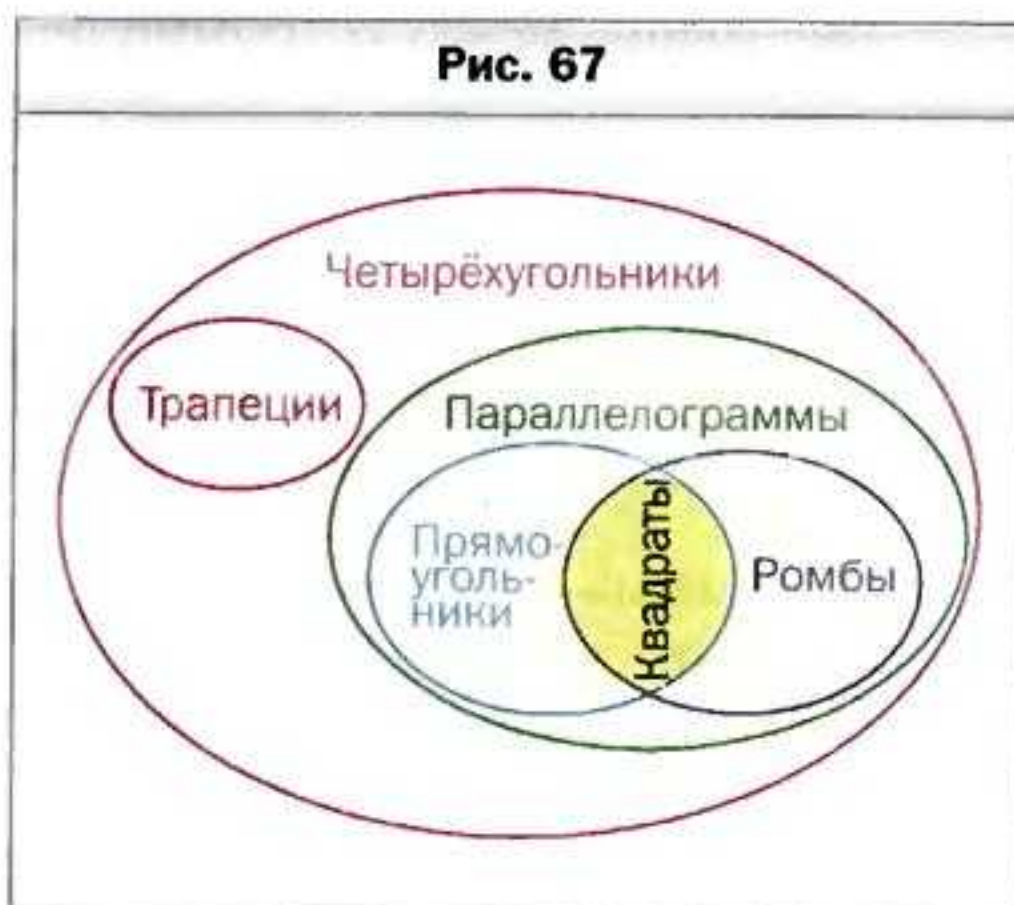 Рис. 67
Четырёхугольники
Трапеции
Параллелограммы
Прямо-
уголь-
ники
Квадраты
Ромбы